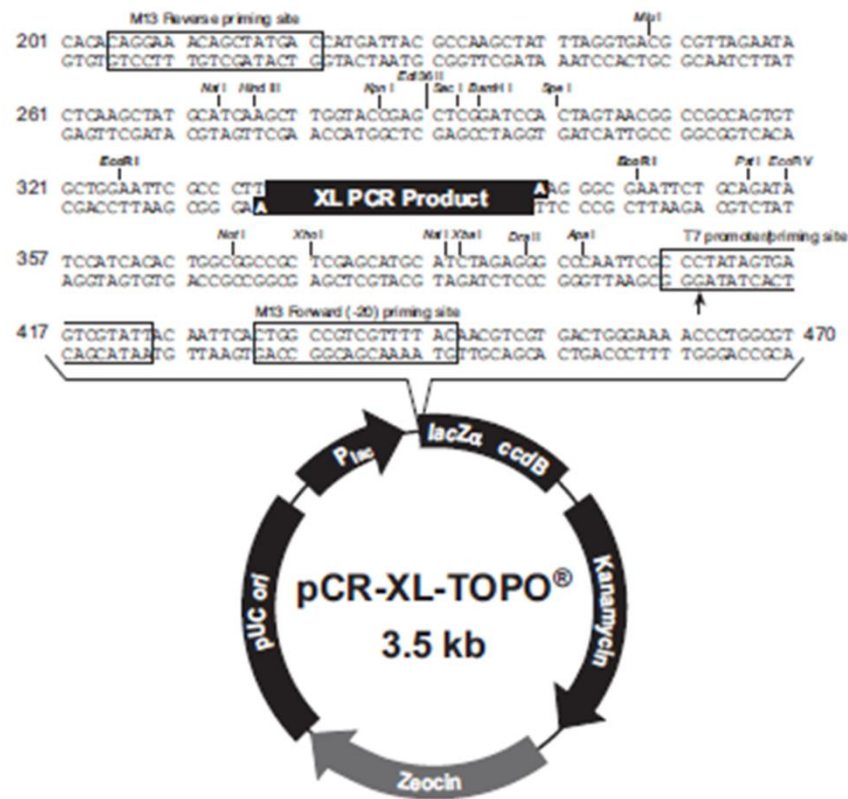 M13 Reverse priming site
Mlu I
201 CACACAGGAA ACAGCTATGAC CATGATTAC GCCAAGCTAT TTAGGTGACG CGTTAGAATA
GTGTGTCCTT TGTCGATACTG GTACTAATG CGGTTCGATA AATCCACTGC GCAATCTTAT
Nsi I Hind III Kpn I Ecl136 II Sac I BamH I Spe I
261 CTCAAGCTAT GCATCAAGCT TGGTACCGAG CTCGGATCCA CTAGTAACGG CCGCCAGTGT
GAGTTCGATA CGTAGTTCGA ACCATGGCTC GAGCCTAGGT GATCATTGCC GGCGGTCACA
EcoR I EcoR I Pst I EcoR V
321 GCTGGAATTC GCC CTT XL PCR Product A AG GGC GAATTCT GCAGATA
CGACCTTAAG CGG GA A TTC CCG CTTAAGA CGTCTAT
Not I Xho I Nsi I Xba I Dra II Apa I T7 promoter/priming site
357 TCCATCACAC TGGCGGCCGC TCGAGCATGC ATCTAGAGGG CCCAATTCGC CCTATAGTGA
AGGTAGTGTG ACCGCCGGCG AGCTCGTACG TAGATCTCCC GGGTTAAGCG GGATATCACT
M13 Forward (-20) priming site
417 GTCGTATTAC AATTCACTGG CCGTCGTTTT ACAACGTCGT GACTGGGAAA ACCCTGGCGT 470
CAGCATAATG TTAAGTGACC GGCAGCAAAA TGTTGCAGCA CTGACCCTTT TGGGACCGCA
Plac
lacZα ccdB
pUC ori
Kanamycin
pCR-XL-TOPO®
3.5 kb
Zeocin